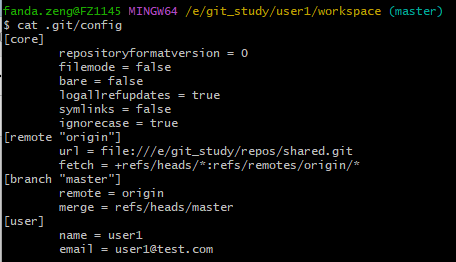 fanda.zeng@FZ1145 MINGW64 /e/git_study/user1/workspace (master)
$ cat .git/config
[core]
        repositoryformatversion = 0
        filemode = false
        bare = false
        logallrefupdates = true
        symlinks = false
        ignorecase = true
[remote "origin"]
        url = file:///e/git_study/repos/shared.git
        fetch = +refs/heads/*:refs/remotes/origin/*
[branch "master"]
        remote = origin
        merge = refs/heads/master
[user]
        name = user1
        email = user1@test.com